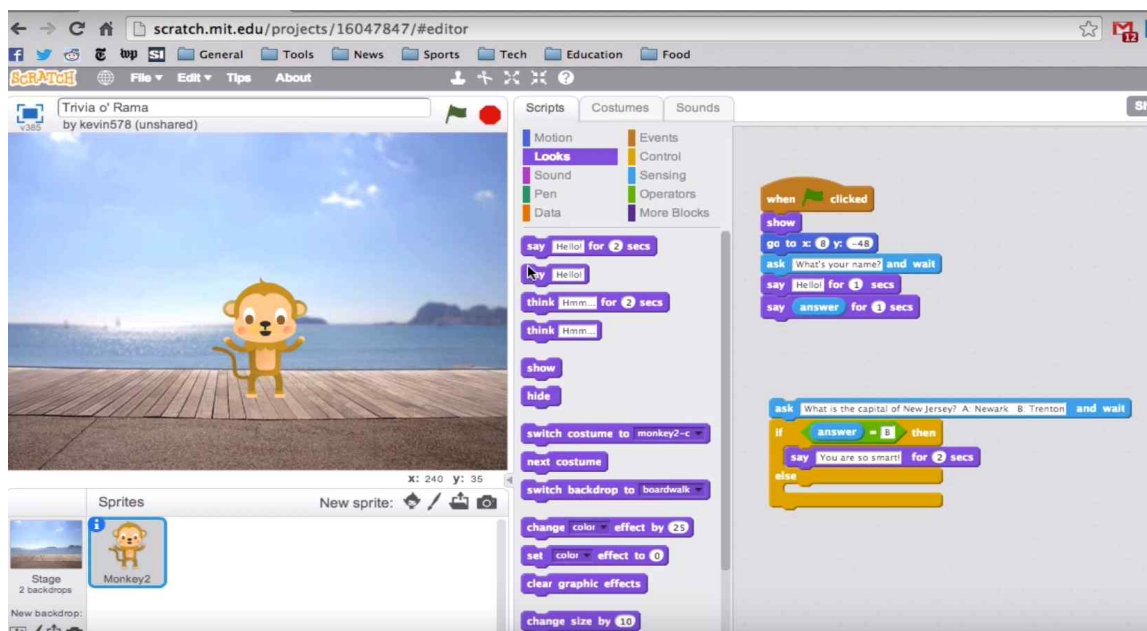 scratch.mit.edu/projects/16047847/#editor
12
General Tools News Sports Tech Education Food
SCRATCH File Edit Tips About
v385
Trivia o' Rama
by kevin578 (unshared)
Scripts Costumes Sounds
Motion Events
Looks Control
Sound Sensing
Pen Operators
Data More Blocks
say Hello! for 2 secs
Hello!
think Hmm... for 2 secs
think Hmm...
show
hide
switch costume to monkey2-c
next costume
switch backdrop to boardwalk
change color effect by 25
set color effect to 0
clear graphic effects
change size by 10
when clicked
show
go to x: 8 y: -48
ask What's your name? and wait
say Hello! for 1 secs
say answer for 1 secs
ask What is the capital of New Jersey? A: Newark B: Trenton and wait
if answer = B then
say You are so smart! for 2 secs
else
X: 240 y: 35
Sprites New sprite:
Stage
2 backdrops
New backdrop:
Monkey2